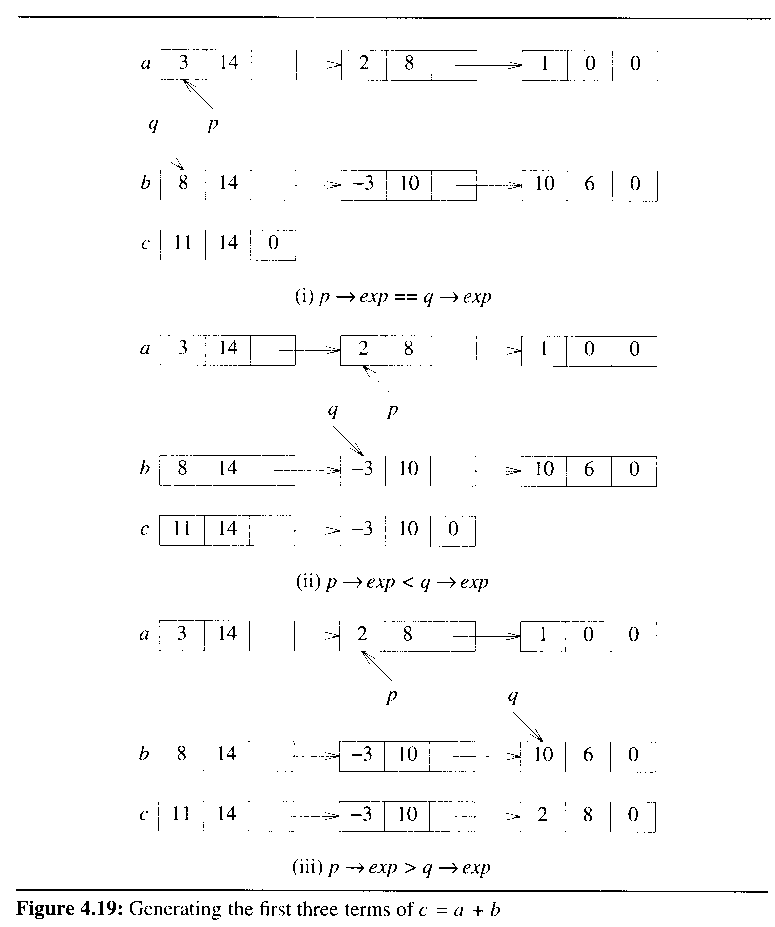 a 3 14 2 8 1 0 0
q p
b 8 14 −3 10 10 6 0
c 11 14 0
(i) p → exp == q → exp
a 3 14 2 8 1 0 0
q p
b 8 14 −3 10 10 6 0
c 11 14 −3 10 0
(ii) p → exp < q → exp
a 3 14 2 8 1 0 0
p q
b 8 14 −3 10 10 6 0
c 11 14 −3 10 2 8 0
(iii) p → exp > q → exp
Figure 4.19: Generating the first three terms of c = a + b